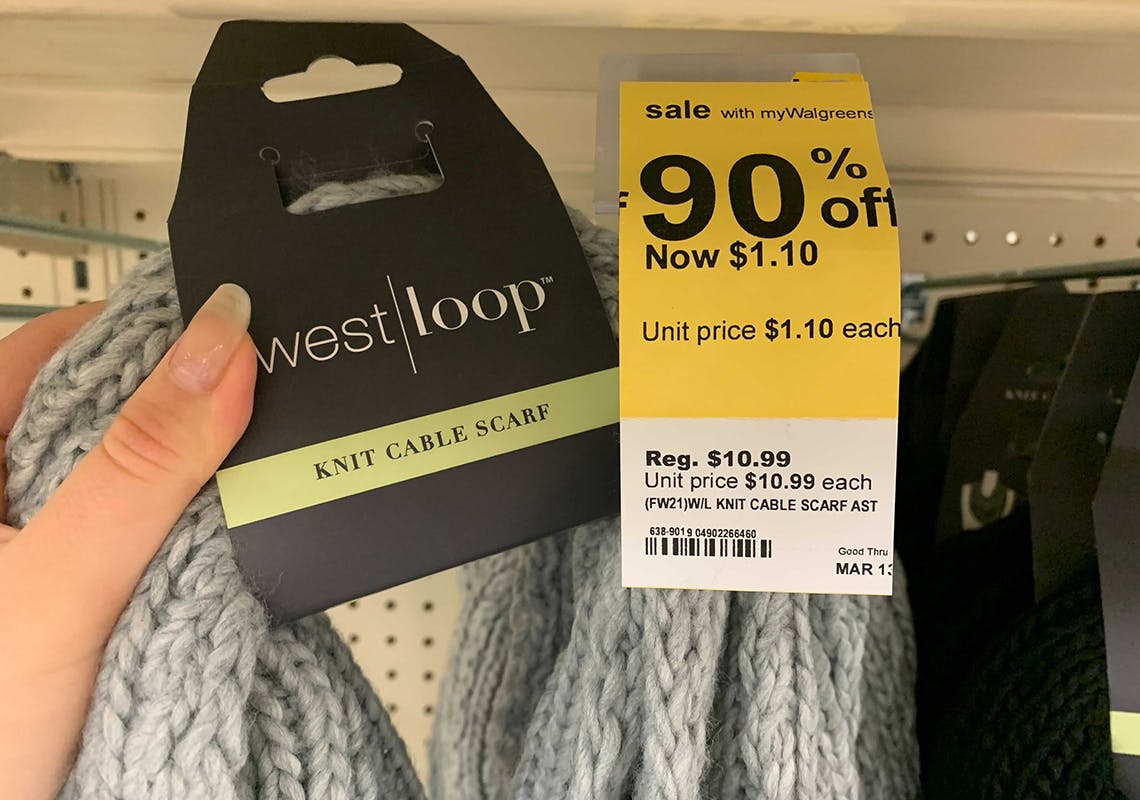 west|loop™
KNIT CABLE SCARF
sale with myWalgreens
90% off
Now $1.10
Unit price $1.10 each
Reg. $10.99
Unit price $10.99 each
(FW21)W/L KNIT CABLE SCARF AST
638-9019 04902266460
Good Thru
MAR 13